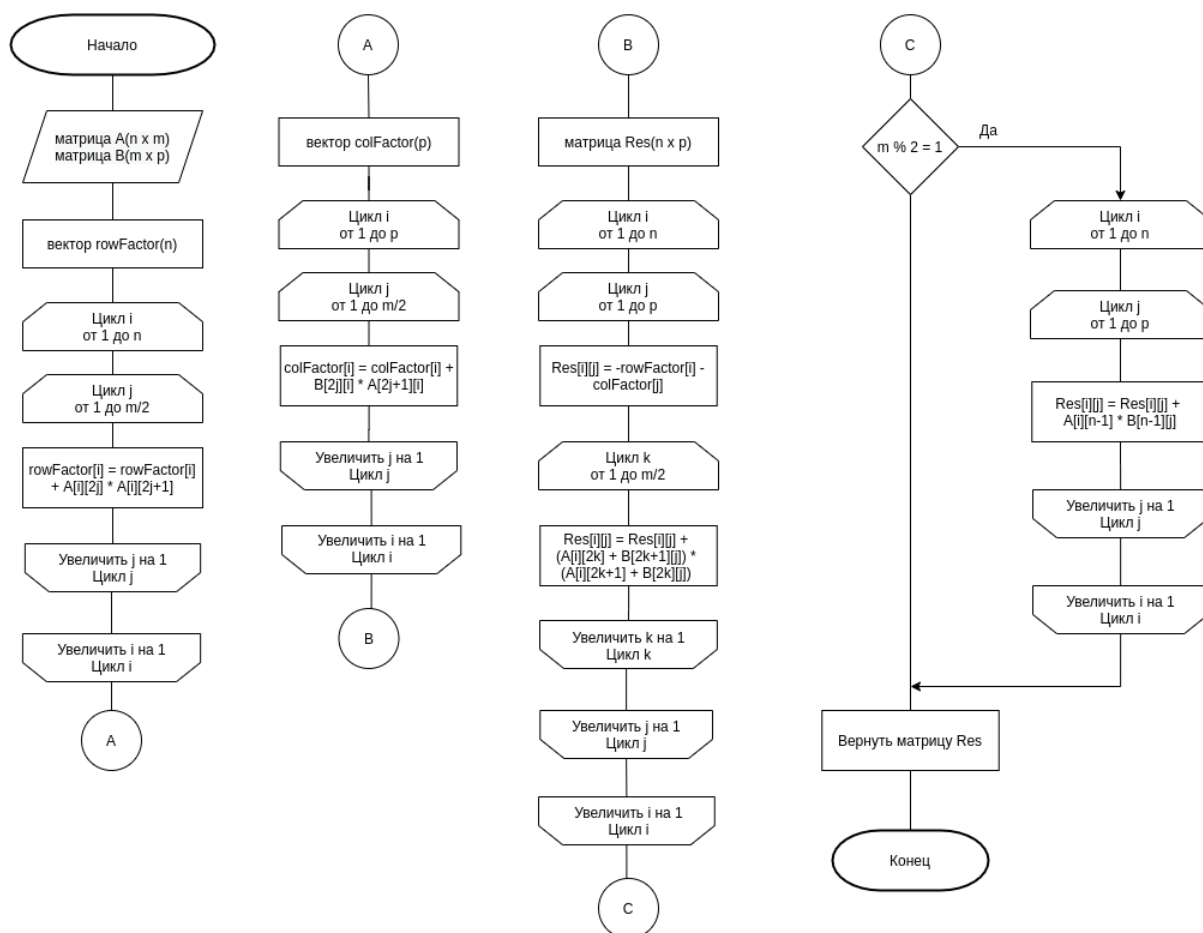 Начало
матрица A(n x m)
матрица B(m x p)
вектор rowFactor(n)
Цикл i
от 1 до n
Цикл j
от 1 до m/2
rowFactor[i] = rowFactor[i]
+ A[i][2j] * A[i][2j+1]
Увеличить j на 1
Цикл j
Увеличить i на 1
Цикл i
A
A
вектор colFactor(p)
Цикл i
от 1 до p
Цикл j
от 1 до m/2
colFactor[i] = colFactor[i] +
B[2j][i] * A[2j+1][i]
Увеличить j на 1
Цикл j
Увеличить i на 1
Цикл i
B
B
матрица Res(n x p)
Цикл i
от 1 до n
Цикл j
от 1 до p
Res[i][j] = -rowFactor[i] -
colFactor[j]
Цикл k
от 1 до m/2
Res[i][j] = Res[i][j] +
(A[i][2k] + B[2k+1][j]) *
(A[i][2k+1] + B[2k][j])
Увеличить k на 1
Цикл k
Увеличить j на 1
Цикл j
Увеличить i на 1
Цикл i
C
C
m % 2 = 1
Да
Цикл i
от 1 до n
Цикл j
от 1 до p
Res[i][j] = Res[i][j] +
A[i][n-1] * B[n-1][j]
Увеличить j на 1
Цикл j
Увеличить i на 1
Цикл i
Вернуть матрицу Res
Конец